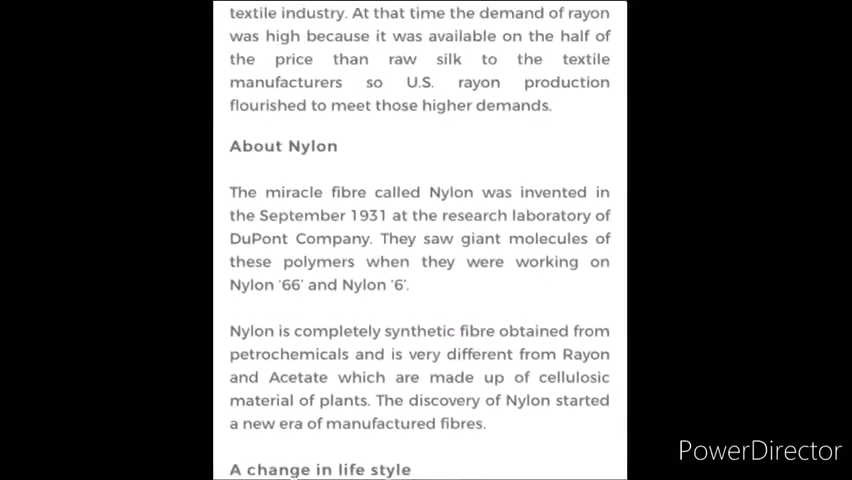 textile industry. At that time the demand of rayon
was high because it was available on the half of
the price than raw silk to the textile
manufacturers so U.S. rayon production
flourished to meet those higher demands.
About Nylon
The miracle fibre called Nylon was invented in
the September 1931 at the research laboratory of
DuPont Company. They saw giant molecules of
these polymers when they were working on
Nylon '66' and Nylon '6'.
Nylon is completely synthetic fibre obtained from
petrochemicals and is very different from Rayon
and Acetate which are made up of cellulosic
material of plants. The discovery of Nylon started
a new era of manufactured fibres.
A change in life style
PowerDirector